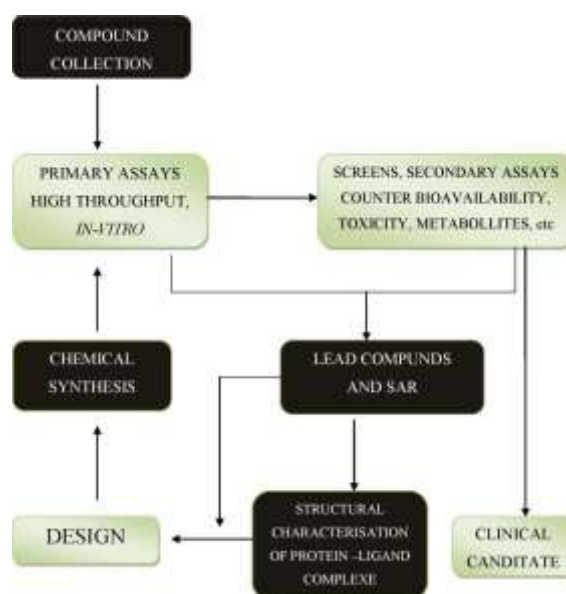 COMPOUND
COLLECTION
PRIMARY ASSAYS
HIGH THROUGHPUT,
IN-VITRO
SCREENS, SECONDARY ASSAYS
COUNTER BIOAVAILABILITY,
TOXICITY, METABOLLITES, etc
CHEMICAL
SYNTHESIS
LEAD COMPUNDS
AND SAR
DESIGN
STRUCTURAL
CHARACTERISATION
OF PROTEIN –LIGAND
COMPLEXE
CLINICAL
CANDITATE